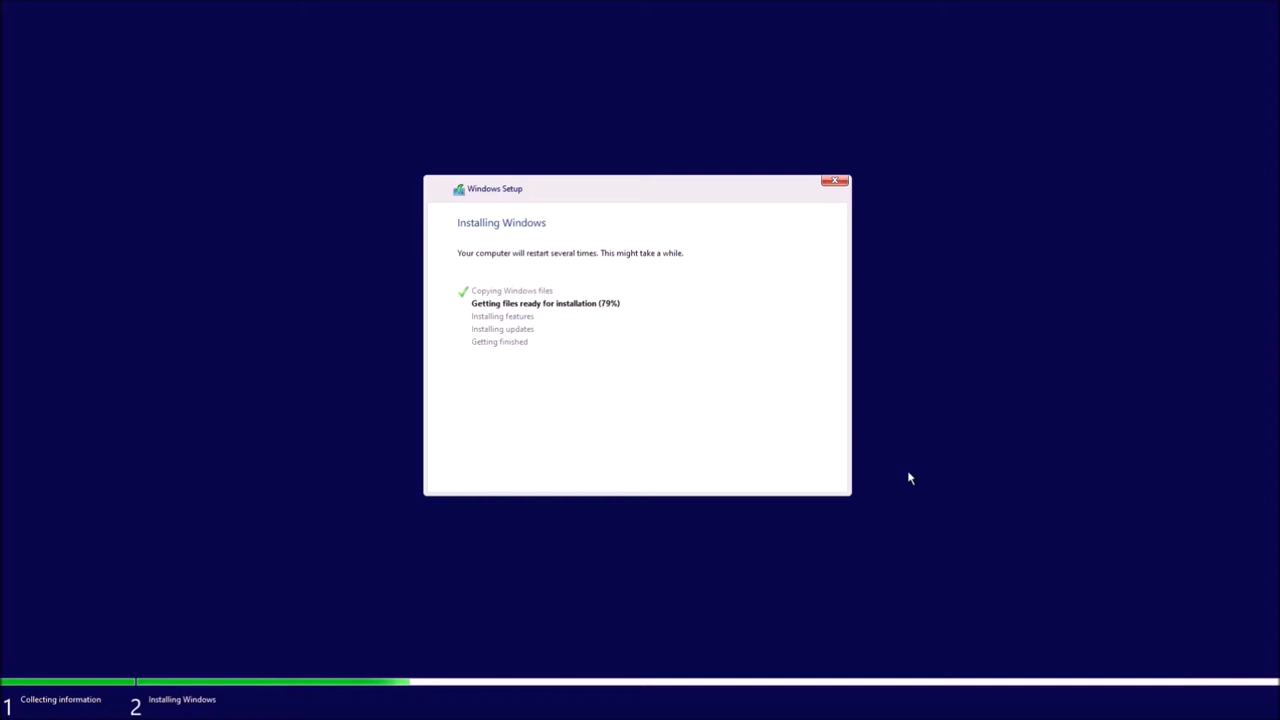 Windows Setup
Installing Windows
Your computer will restart several times. This might take a while.
Copying Windows files
Getting files ready for installation (79%)
Installing features
Installing updates
Getting finished
1 Collecting information
2 Installing Windows